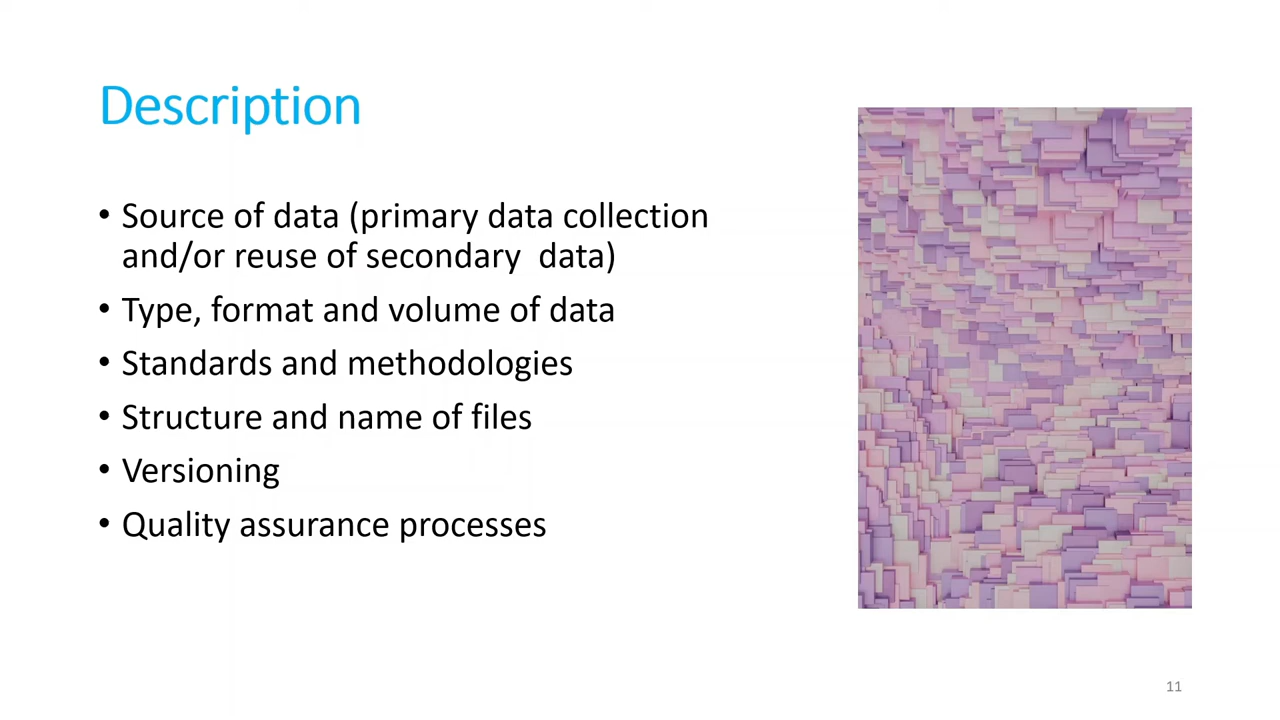 Description
• Source of data (primary data collection
and/or reuse of secondary  data)
• Type, format and volume of data
• Standards and methodologies
• Structure and name of files
• Versioning
• Quality assurance processes
11